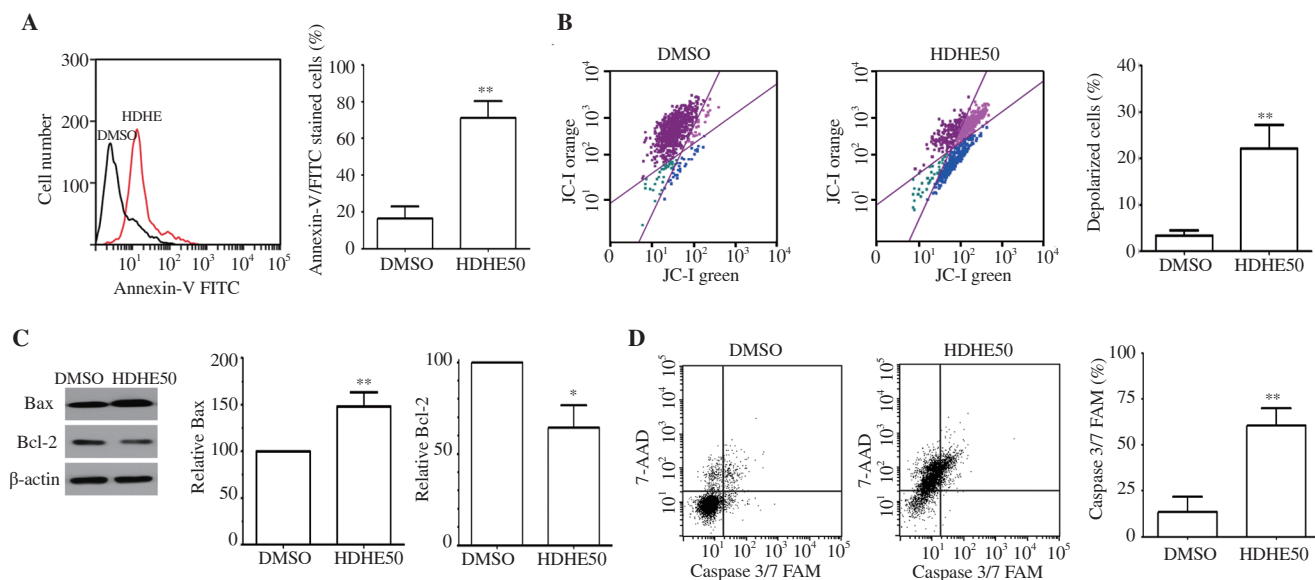 A
300
200
100
0
Cell number
DMSO
HDHE
10¹ 10² 10³ 10⁴ 10⁵
Annexin-V FITC
Annexin-V/FITC stained cells (%)
100
80
60
40
20
0
**
DMSO HDHE50
B
DMSO
10⁴
10³
10²
10¹
0
JC-I orange
0 10¹ 10² 10³ 10⁴
JC-I green
HDHE50
10⁴
10³
10²
10¹
0
JC-I orange
0 10¹ 10² 10³ 10⁴
JC-I green
Depolarized cells (%)
40
30
20
10
0
**
DMSO HDHE50
C
DMSO HDHE50
Bax
Bcl-2
β-actin
Relative Bax
200
150
100
50
0
**
DMSO HDHE50
Relative Bcl-2
100
50
0
*
DMSO HDHE50
D
DMSO
7-AAD
10⁵
10⁴
10³
10²
10¹
10¹ 10² 10³ 10⁴ 10⁵
Caspase 3/7 FAM
HDHE50
7-AAD
10⁵
10⁴
10³
10²
10¹
10¹ 10² 10³ 10⁴ 10⁵
Caspase 3/7 FAM
Caspase 3/7 FAM (%)
100
75
50
25
0
**
DMSO HDHE50